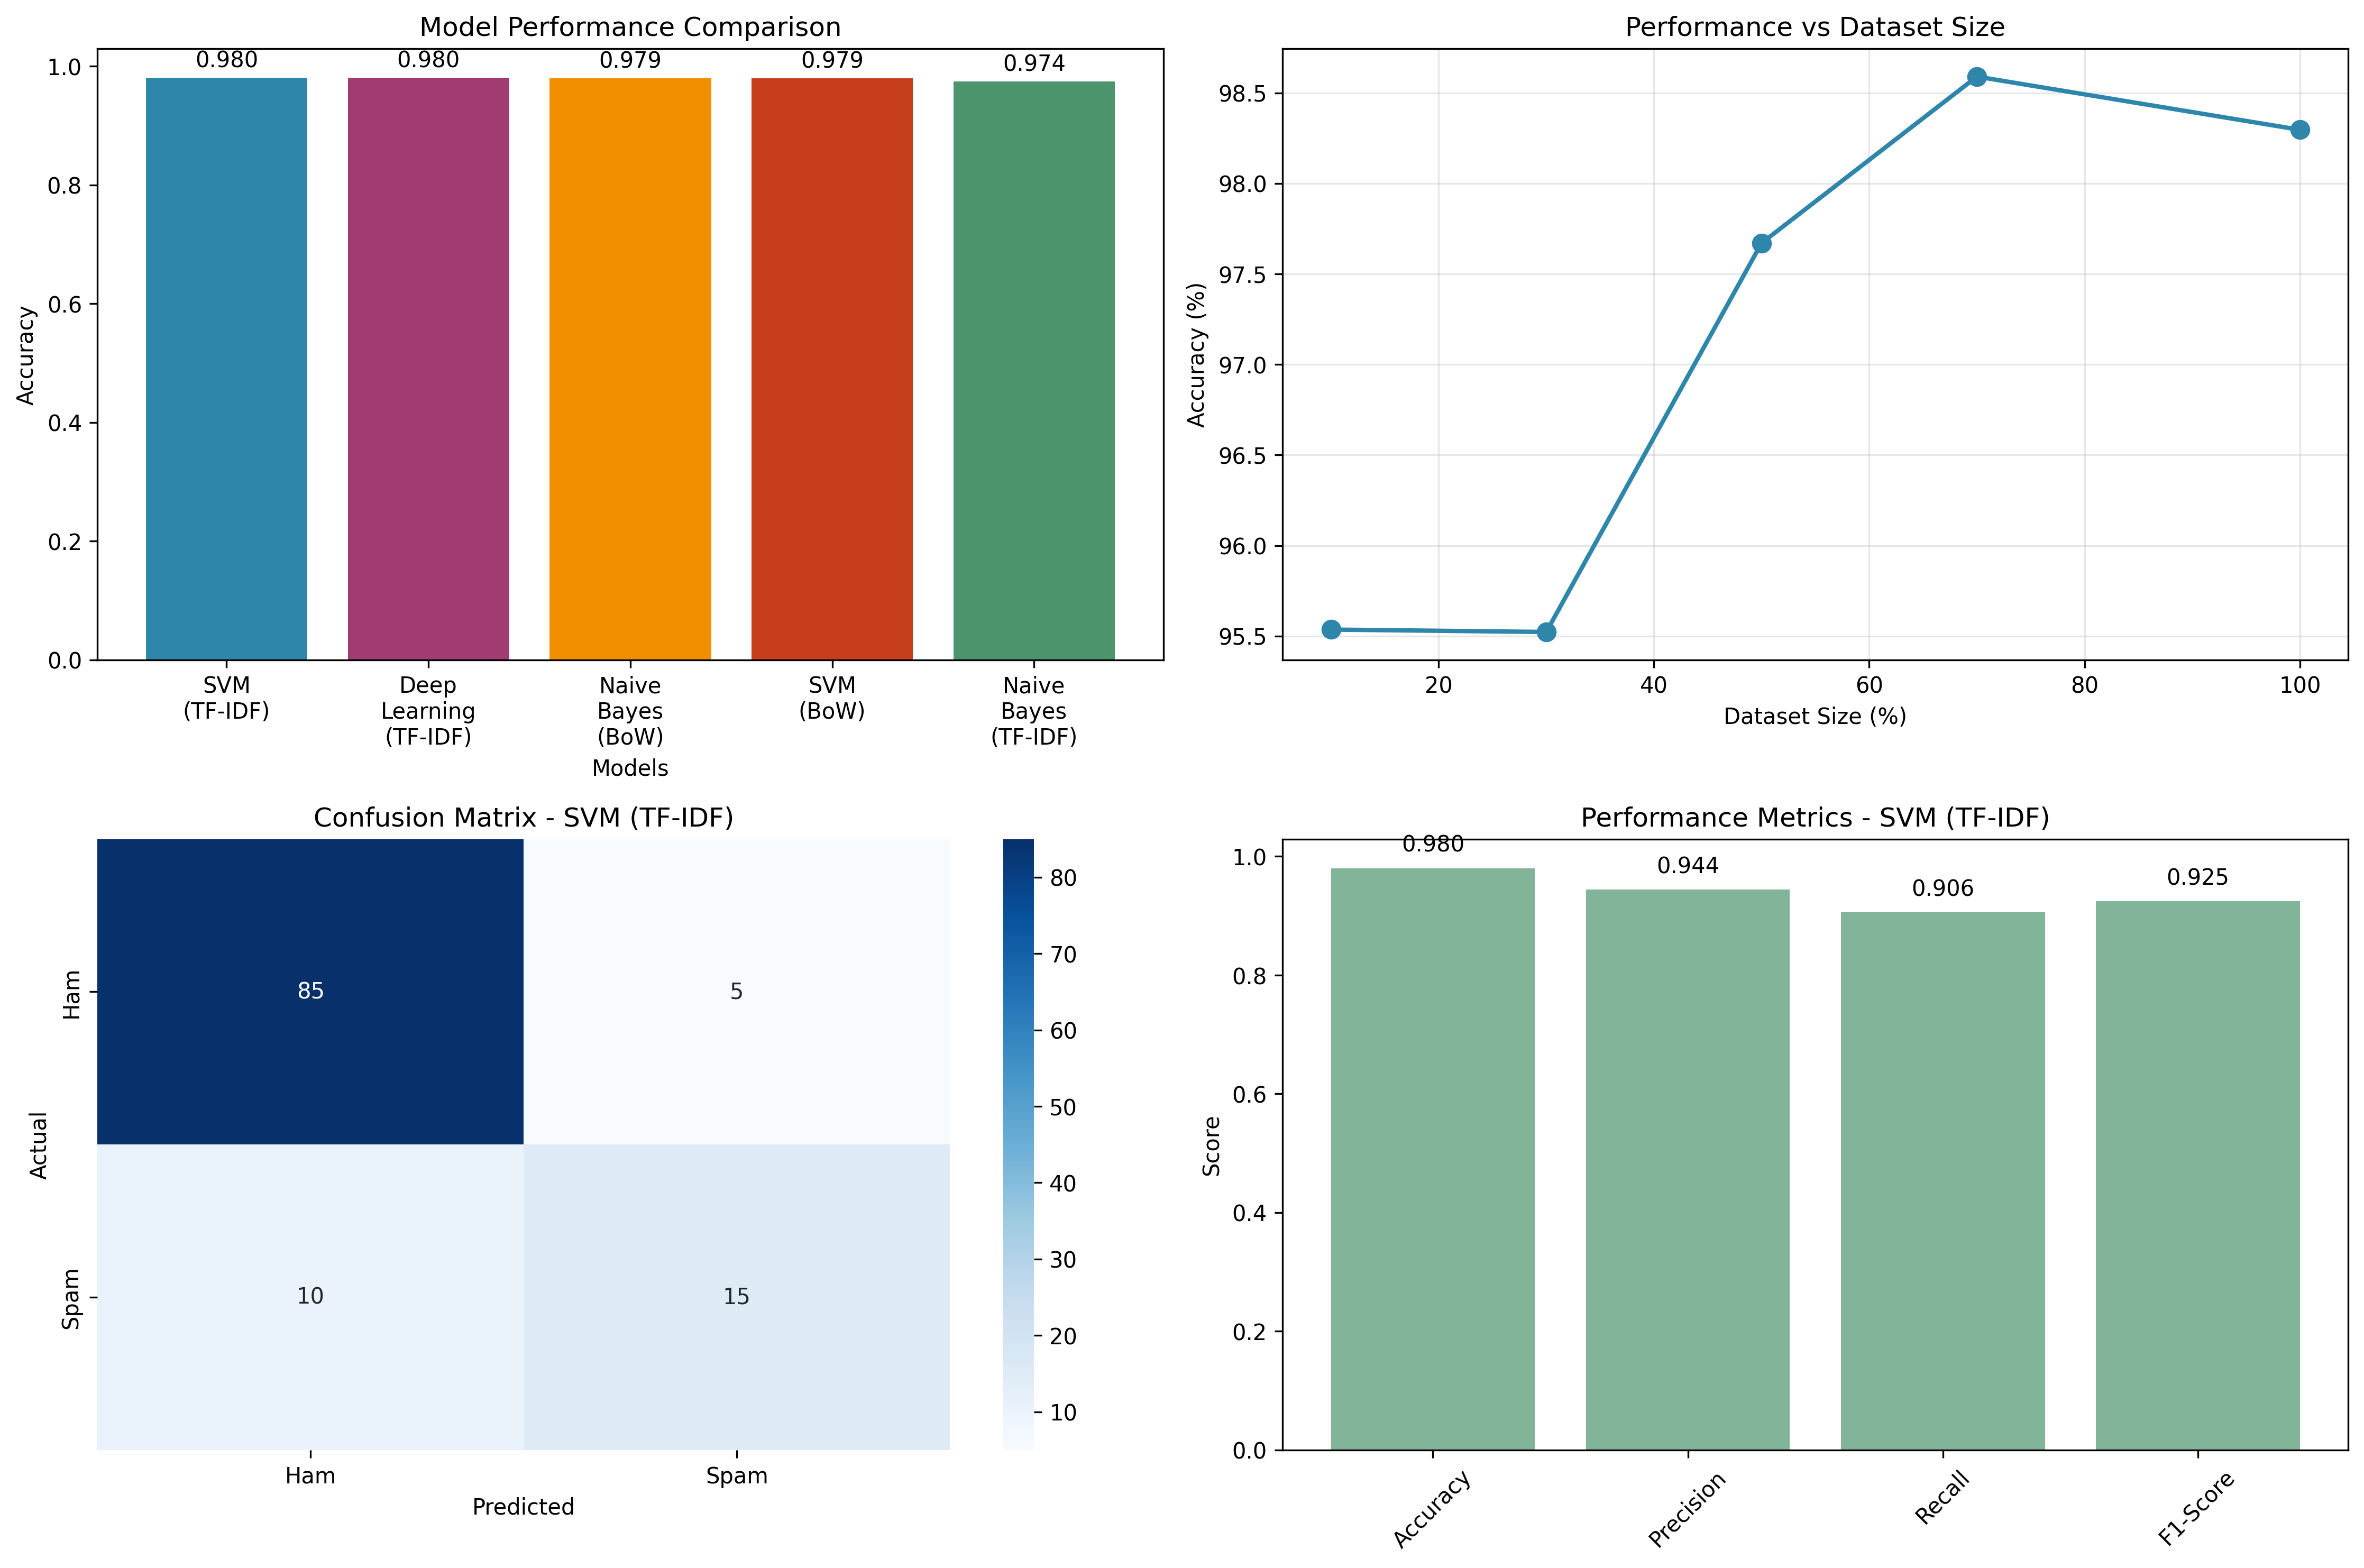 Model Performance Comparison
0.980
0.980
0.979
0.979
0.974
1.0
0.8
0.6
0.4
0.2
0.0
Accuracy
SVM
(TF-IDF)
Deep
Learning
(TF-IDF)
Naive
Bayes
(BoW)
SVM
(BoW)
Naive
Bayes
(TF-IDF)
Models
Performance vs Dataset Size
98.5
98.0
97.5
97.0
96.5
96.0
95.5
Accuracy (%)
20
40
60
80
100
Dataset Size (%)
Confusion Matrix - SVM (TF-IDF)
Actual
Ham
Spam
85
5
10
15
Ham
Spam
Predicted
80
70
60
50
40
30
20
10
Performance Metrics - SVM (TF-IDF)
0.980
0.944
0.906
0.925
1.0
0.8
0.6
0.4
0.2
0.0
Score
Accuracy
Precision
Recall
F1-Score